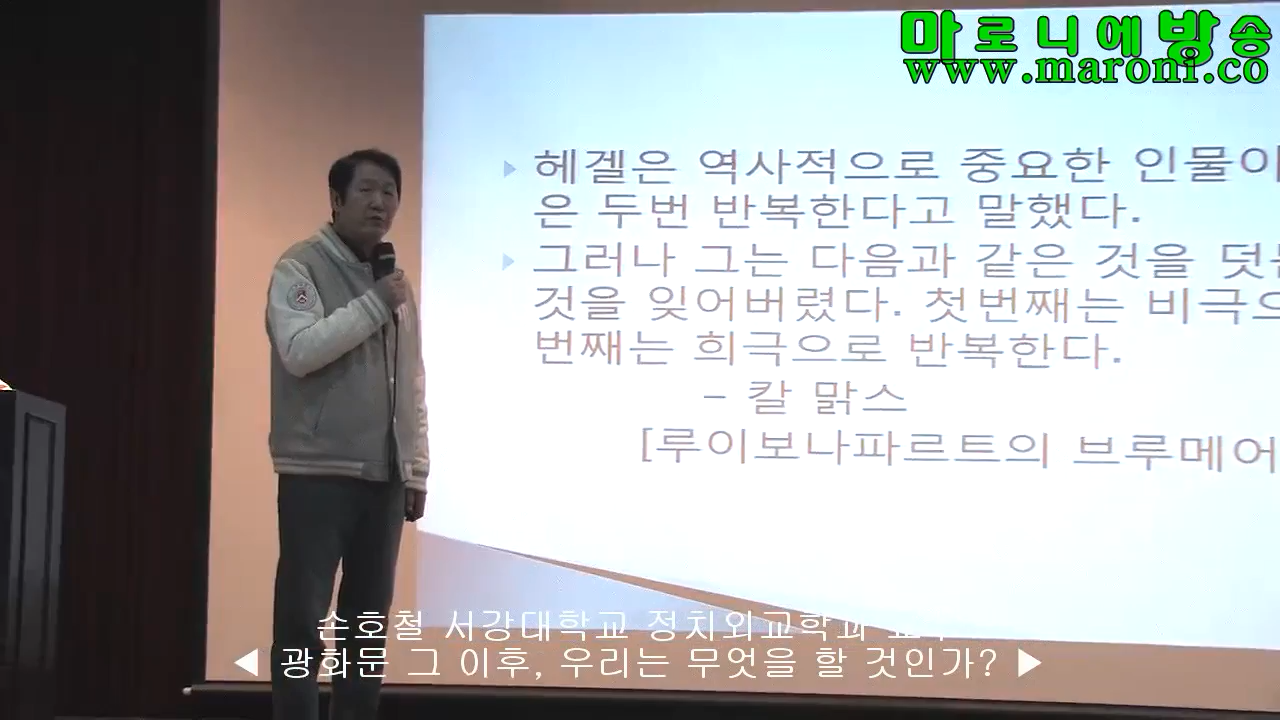 마로니에방송
www.maroni.co
헤겔은 역사적으로 중요한 인물이
은 두번 반복한다고 말했다.
그러나 그는 다음과 같은 것을
것을 잊어버렸다. 첫번째는 비극으
번째는 희극으로 반복한다.
- 칼 맑스
[루이보나파르트의 브루메어
손호철 서강대학교 정치외교학과
◀ 광화문 그 이후, 우리는 무엇을 할 것인가? ▶